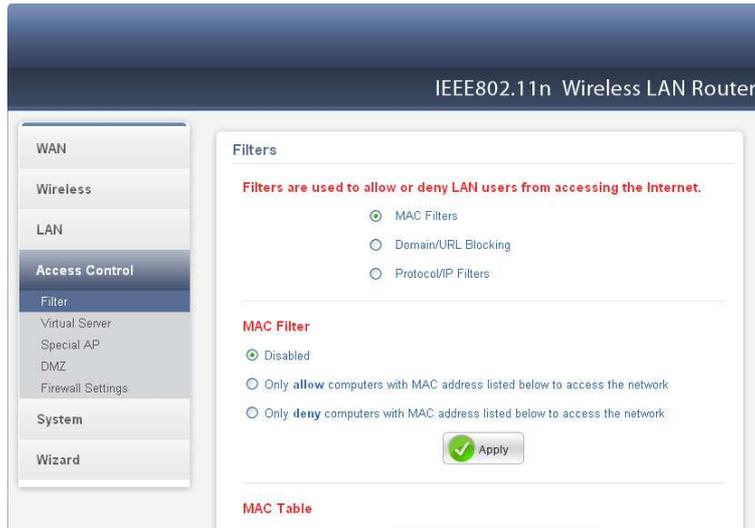 IEEE802.11n Wireless LAN Router
WAN
Wireless
LAN
Access Control
Filter
Virtual Server
Special AP
DMZ
Firewall Settings
System
Wizard
Filters
Filters are used to allow or deny LAN users from accessing the Internet.
MAC Filters
Domain/URL Blocking
Protocol/IP Filters
MAC Filter
Disabled
Only allow computers with MAC address listed below to access the network
Only deny computers with MAC address listed below to access the network
Apply
MAC Table